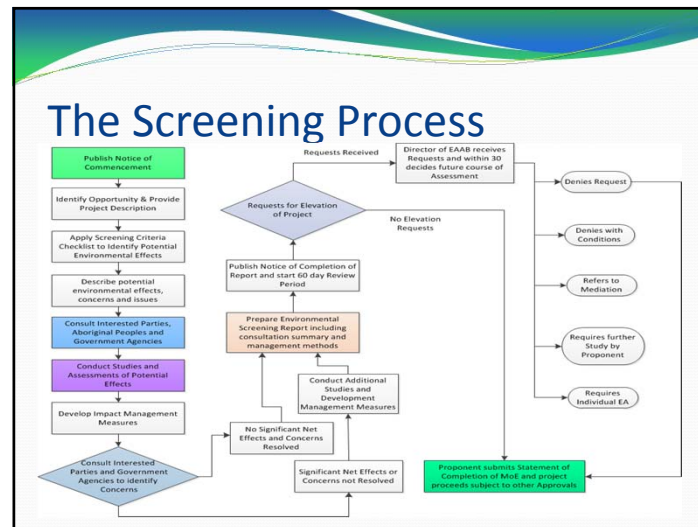 The Screening Process
Publish Notice of
Commencement
Identify Opportunity & Provide
Project Description
Apply Screening Criteria
Checklist to Identify Potential
Environmental Effects
Describe potential
environmental effects,
concerns and issues
Consult Interested Parties,
Aboriginal Peoples and
Government Agencies
Conduct Studies and
Assessments of Potential
Effects
Develop Impact Management
Measures
Consult Interested
Parties and Government
Agencies to identify
Concerns
No Significant Net
Effects and Concerns
Resolved
Significant Net Effects or
Concerns not Resolved
Conduct Additional
Studies and
Development
Management Measures
Prepare Environmental
Screening Report including
consultation summary and
management methods
Publish Notice of Completion of
Report and start 60 day Review
Period
Requests for Elevation
of Project
Requests Received
No Elevation
Requests
Director of EAAB receives
Requests and within 30
decides future course of
Assessment
Denies Request
Denies with
Conditions
Refers to
Mediation
Requires further
Study by Proponent
Requires
Individual EA
Proponent submits Statement of
Completion of MoE and project
proceeds subject to other Approvals